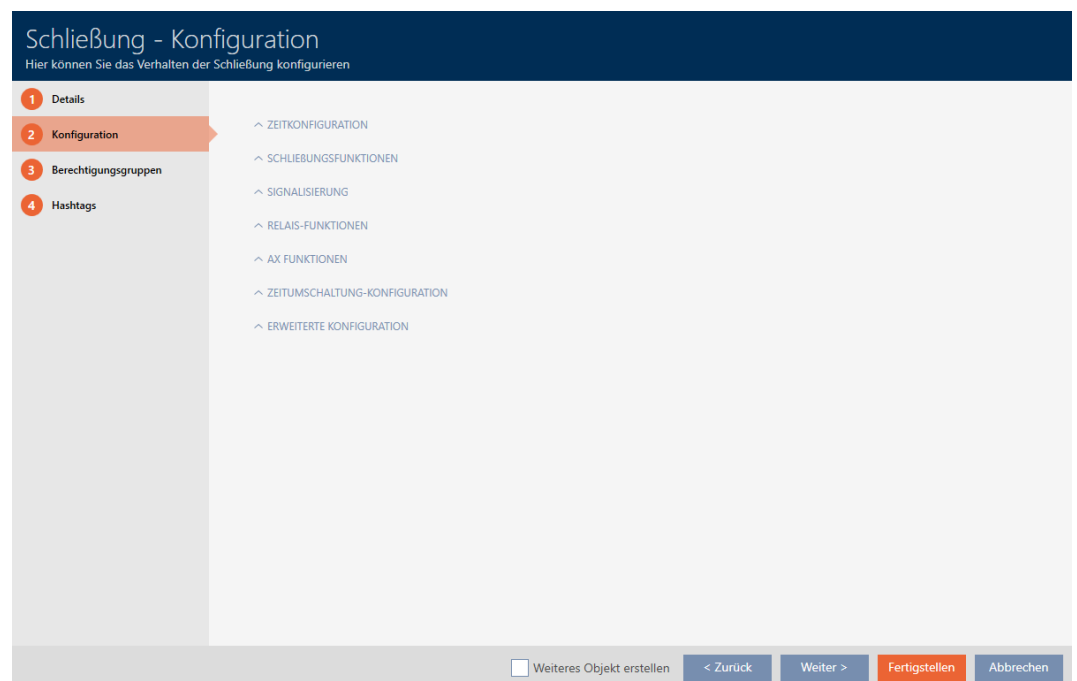 Schließung - Konfiguration
Hier können Sie das Verhalten der Schließung konfigurieren
1 Details
2 Konfiguration
3 Berechtigungsgruppen
4 Hashtags
ZEITKONFIGURATION
SCHLIEßUNGSFUNKTIONEN
SIGNALISIERUNG
RELAIS-FUNKTIONEN
AX FUNKTIONEN
ZEITUMSCHALTUNG-KONFIGURATION
ERWEITERTE KONFIGURATION
Weiteres Objekt erstellen < Zurück Weiter > Fertigstellen Abbrechen